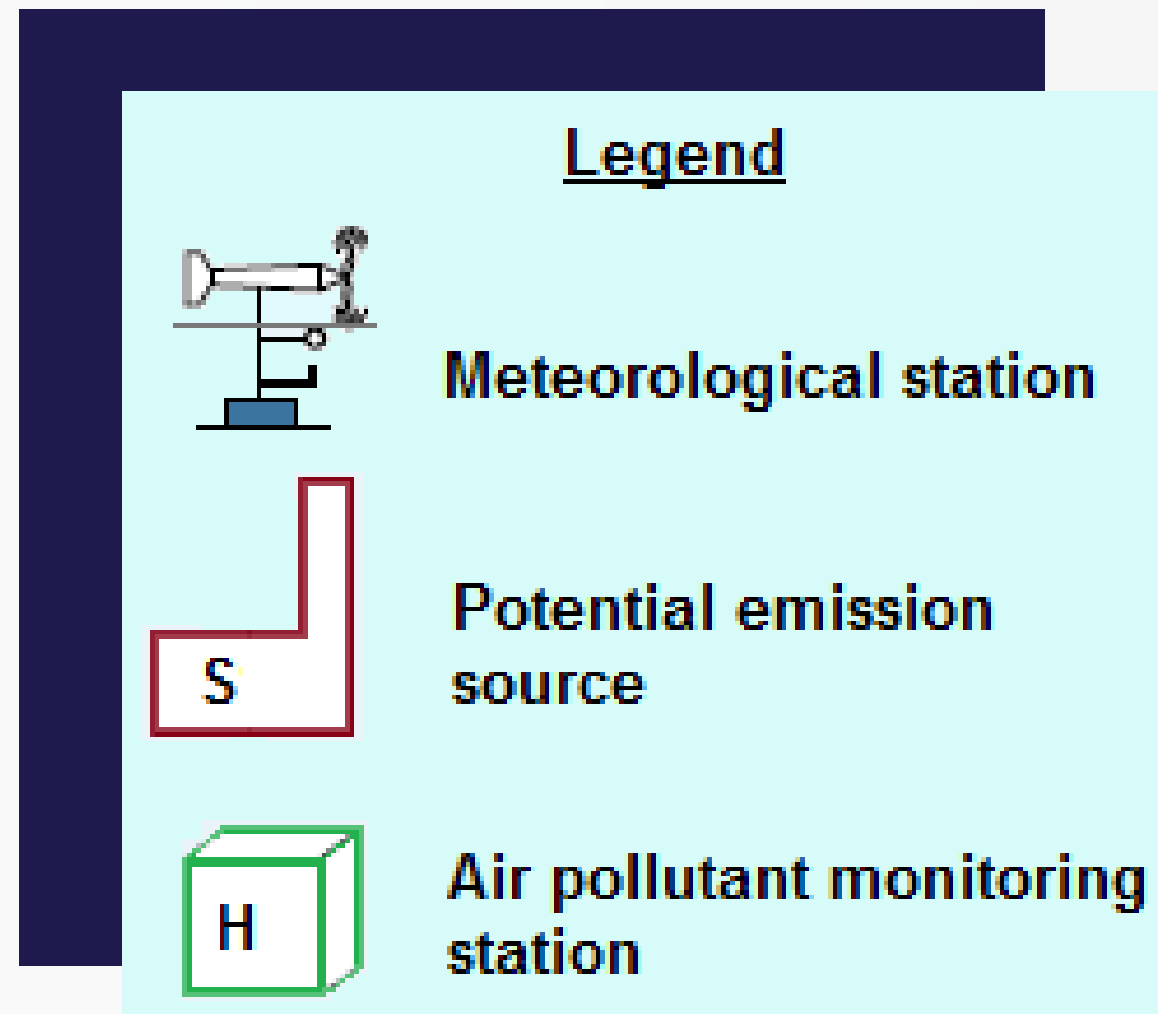 Legend
Meteorological station
Potential emission
source
S
Air pollutant monitoring
station
H